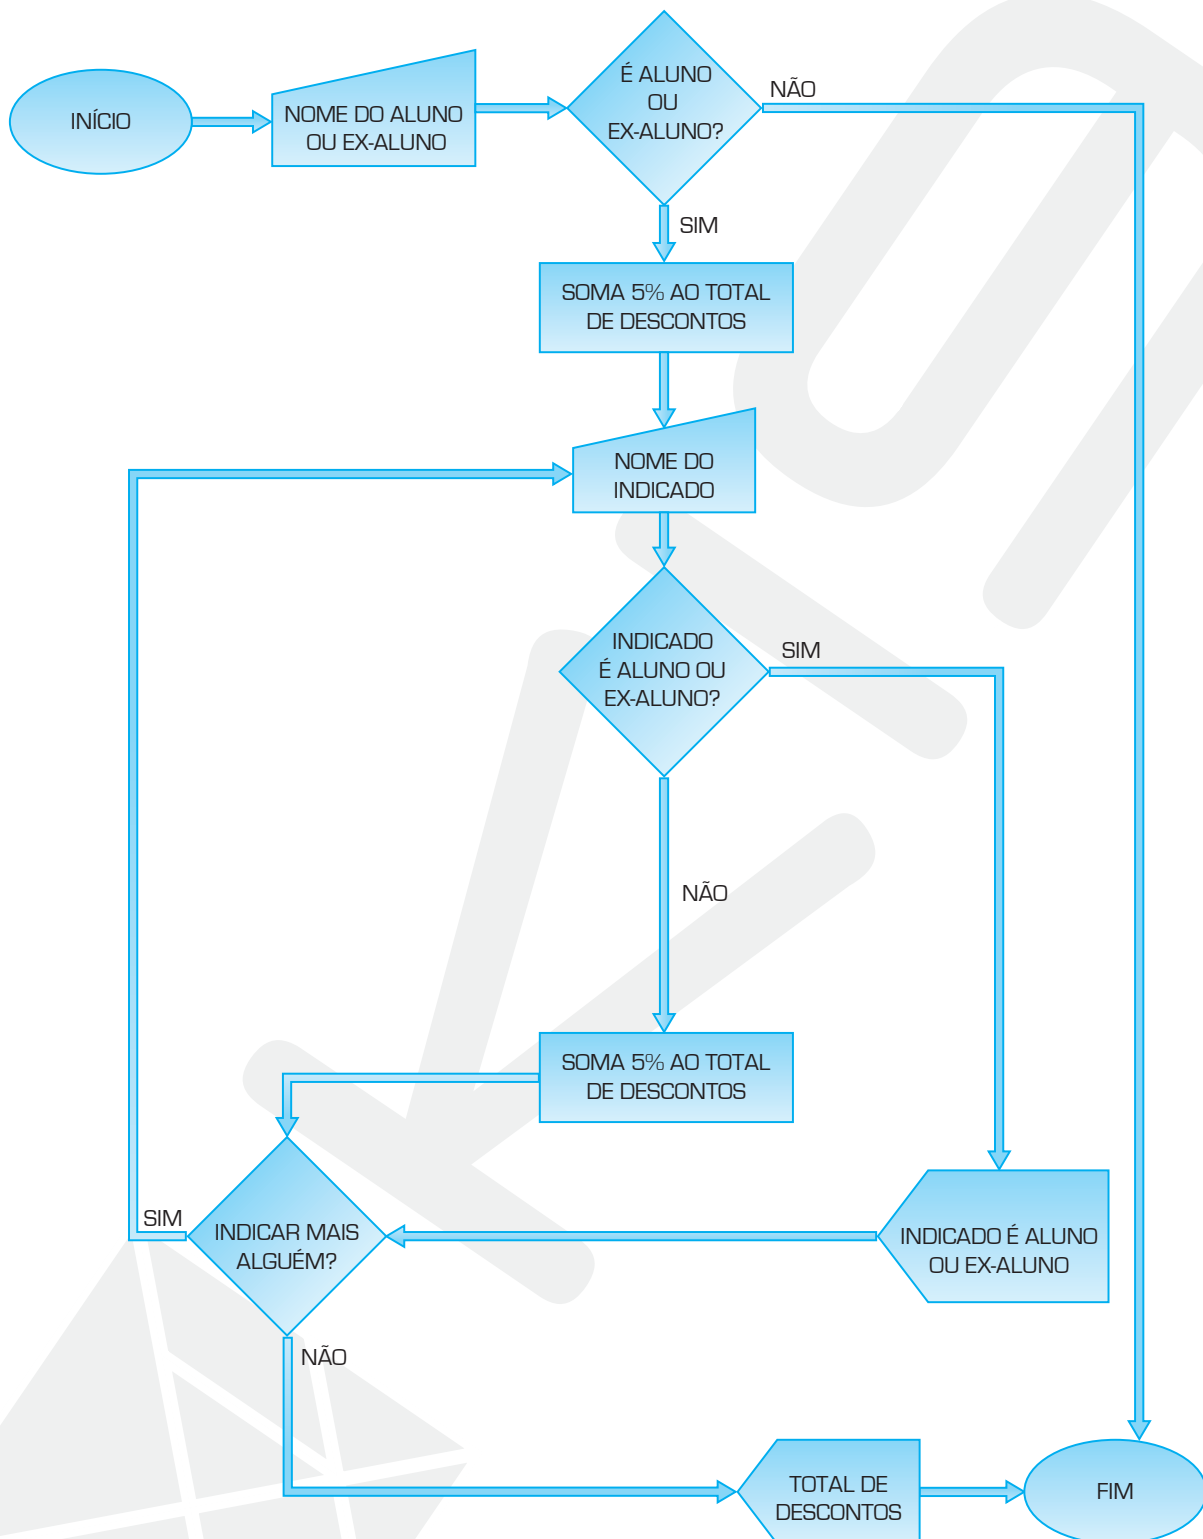 INÍCIO
NOME DO ALUNO
OU EX-ALUNO
É ALUNO
OU
EX-ALUNO?
NÃO
SIM
SOMA 5% AO TOTAL
DE DESCONTOS
NOME DO
INDICADO
INDICADO
É ALUNO OU
EX-ALUNO?
SIM
NÃO
SOMA 5% AO TOTAL
DE DESCONTOS
SIM
INDICAR MAIS
ALGUÉM?
INDICADO É ALUNO
OU EX-ALUNO
NÃO
TOTAL DE
DESCONTOS
FIM